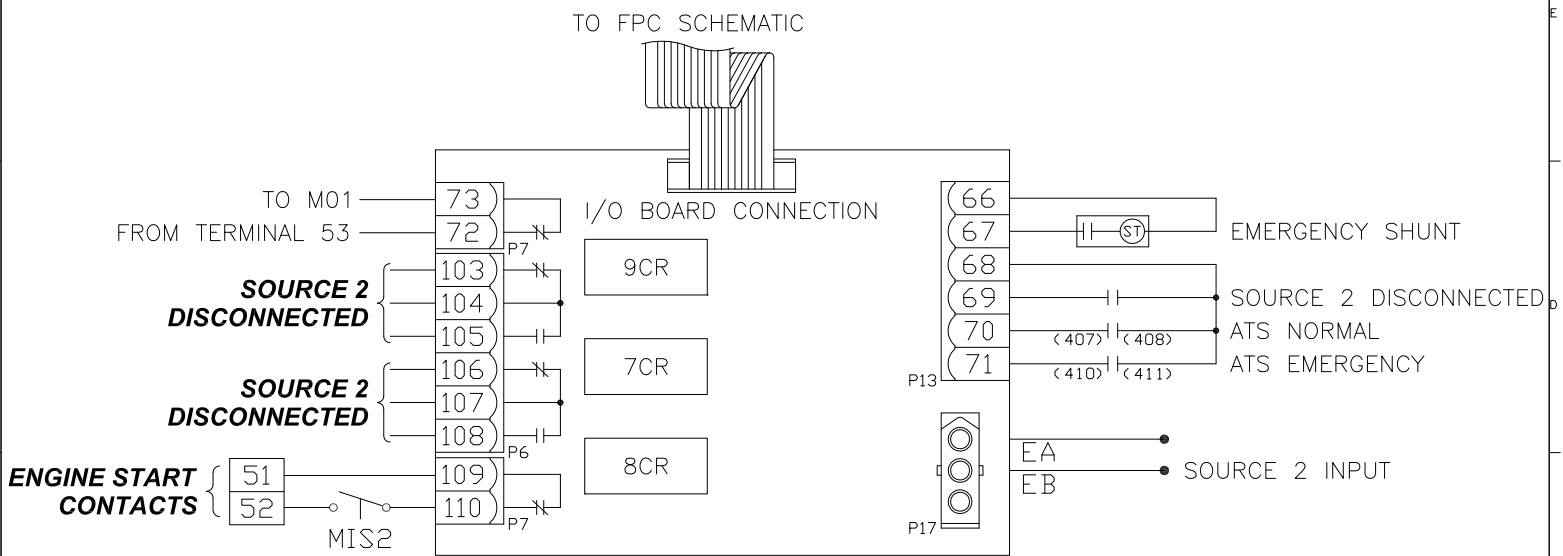 TO FPC SCHEMATIC
E
TO M01
73
I/O BOARD CONNECTION
66
FROM TERMINAL 53
72
P7
67
ST
EMERGENCY SHUNT
SOURCE 2
DISCONNECTED
103
104
105
9CR
68
69
SOURCE 2 DISCONNECTED
D
70
(407) (408)
ATS NORMAL
71
(410) (411)
ATS EMERGENCY
P13
SOURCE 2
DISCONNECTED
106
107
108
P6
7CR
ENGINE START
CONTACTS
51
52
MIS2
109
110
P7
8CR
EA
EB
SOURCE 2 INPUT
P17